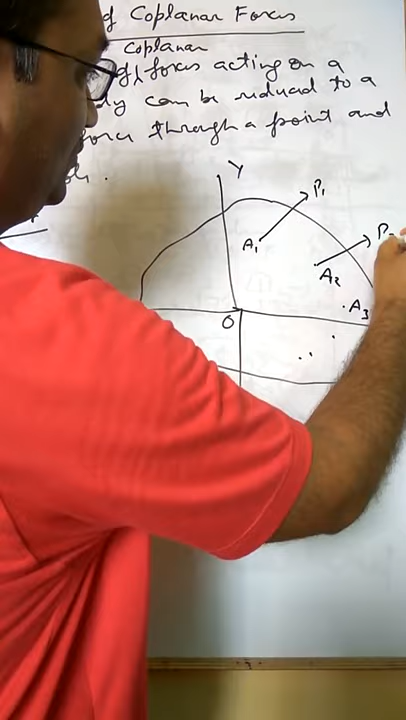 of Coplanar Forces
Coplanar
forces acting on a
can be reduced to a
force through a point and
Y
P1
A1
P2
A2
A3
O